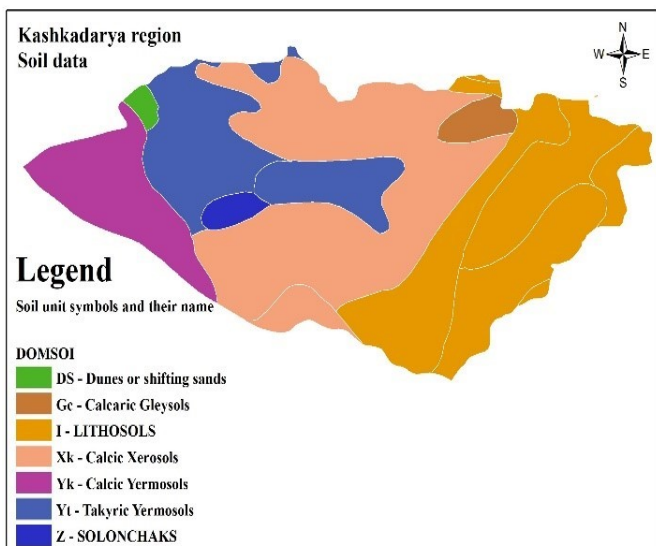 Kashkadarya region
Soil data
N
W E
S
Legend
Soil unit symbols and their name
DOMSOI
DS - Dunes or shifting sands
Gc - Calcaric Gleysols
I - LITHOSOLS
Xk - Calcic Xerosols
Yk - Calcic Yermosols
Yt - Takyric Yermosols
Z - SOLONCHAKS